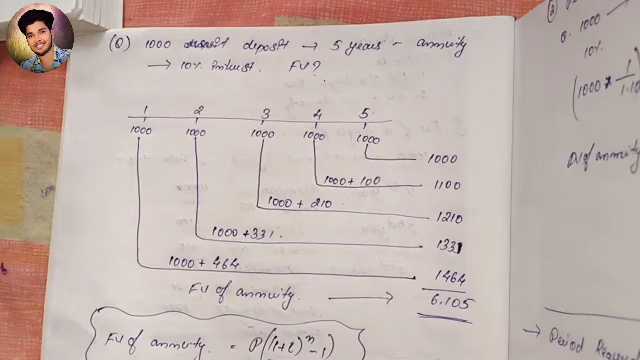 (Q) 1000 deposit → 5 years - annuity
→ 10% interest. FV?
1 2 3 4 5
1000 1000 1000 1000 1000
1000
1000 + 100 1100
1000 + 210 1210
1000 + 331. 1331
1000 + 464 1464
FV of annuity. → 6.105
FV of annuity. = P((1+i)^n - 1)
6. 1000
10%
(1000 * 1/1.10
PV of annuity
→ Period